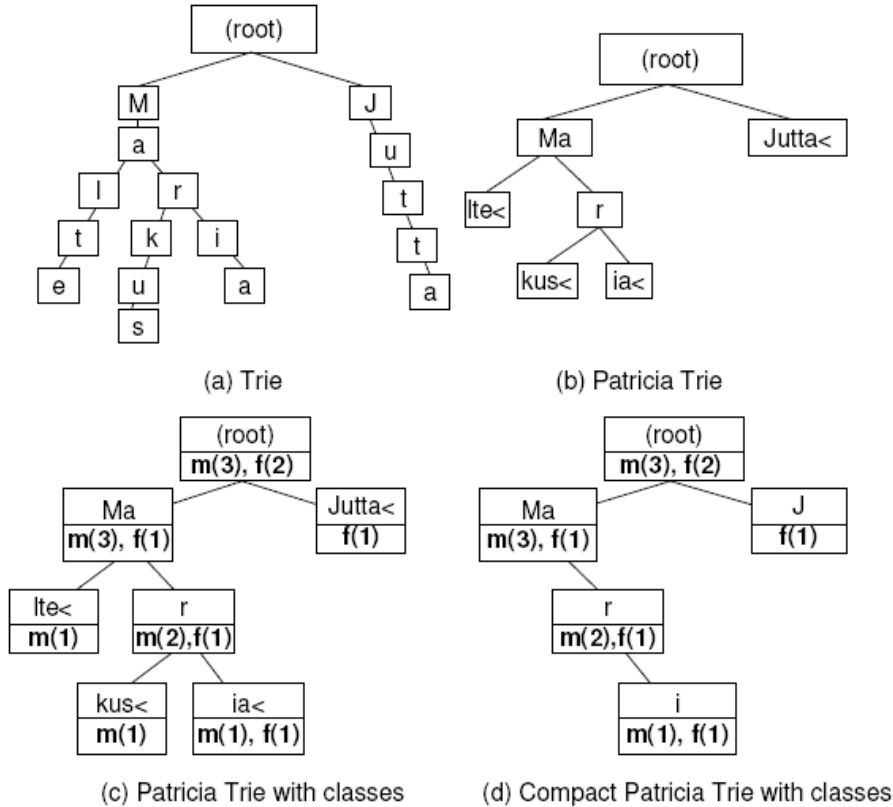 (root)
M
J
a
u
l
r
t
t
k
i
t
e
u
a
a
s
(a) Trie
(root)
Ma
Jutta<
lte<
r
kus<
ia<
(b) Patricia Trie
(root)
m(3), f(2)
Ma
m(3), f(1)
Jutta<
f(1)
lte<
m(1)
r
m(2),f(1)
kus<
m(1)
ia<
m(1), f(1)
(c) Patricia Trie with classes
(root)
m(3), f(2)
Ma
m(3), f(1)
J
f(1)
r
m(2),f(1)
i
m(1), f(1)
(d) Compact Patricia Trie with classes